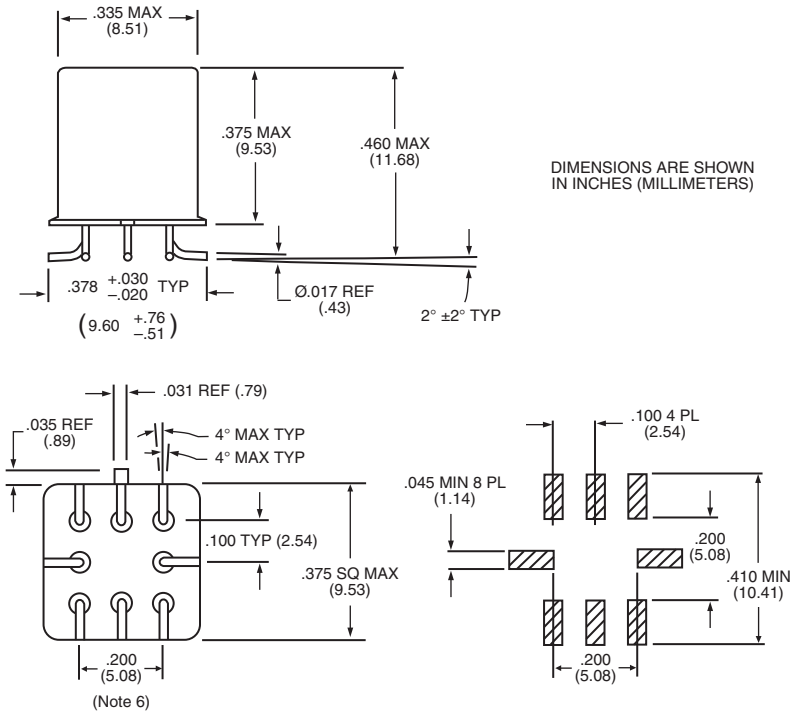 .335 MAX
(8.51)
.375 MAX
(9.53)
.460 MAX
(11.68)
DIMENSIONS ARE SHOWN
IN INCHES (MILLIMETERS)
.378 +.030 –.020 TYP
(9.60 +.76 –.51)
Ø.017 REF
(.43)
2° ±2° TYP
.031 REF (.79)
.035 REF
(.89)
4° MAX TYP
4° MAX TYP
.100 TYP (2.54)
.375 SQ MAX
(9.53)
.200
(5.08)
(Note 6)
.100 4 PL
(2.54)
.045 MIN 8 PL
(1.14)
.200
(5.08)
.410 MIN
(10.41)
.200
(5.08)